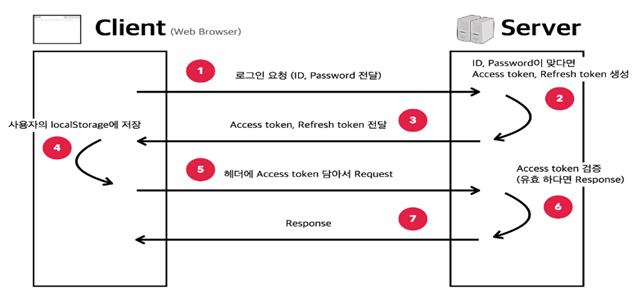 Client (Web Browser)
Server
1
로그인 요청 (ID, Password 전달)
ID, Password이 맞다면
Access token, Refresh token 생성
2
Access token, Refresh token 전달
3
사용자의 localStorage에 저장
4
5
헤더에 Access token 담아서 Request
Access token 검증
(유효 하다면 Response)
6
Response
7